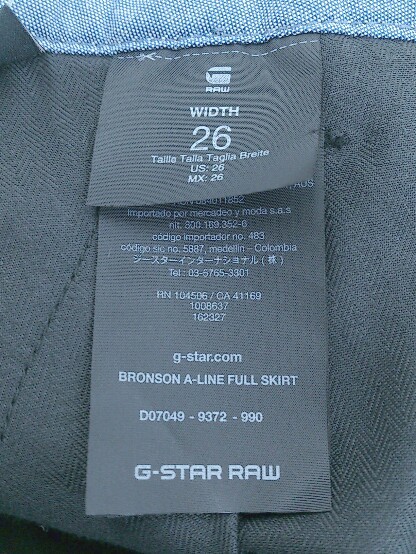 RAW
WIDTH
26
Taille Talla Taglia Breite
US: 26
MX: 26
AUS
importado por mercadeo y moda s.a.s
nit. 800.169.352-6
código importador no. 483
código sic no. 5887, medellin – Colombia
ジースターインターナショナル(株)
Tel: 03-5765-3301
RN 104506 / CA 41169
1008637
162327
g-star.com
BRONSON A-LINE FULL SKIRT
D07049 - 9372 - 990
G-STAR RAW